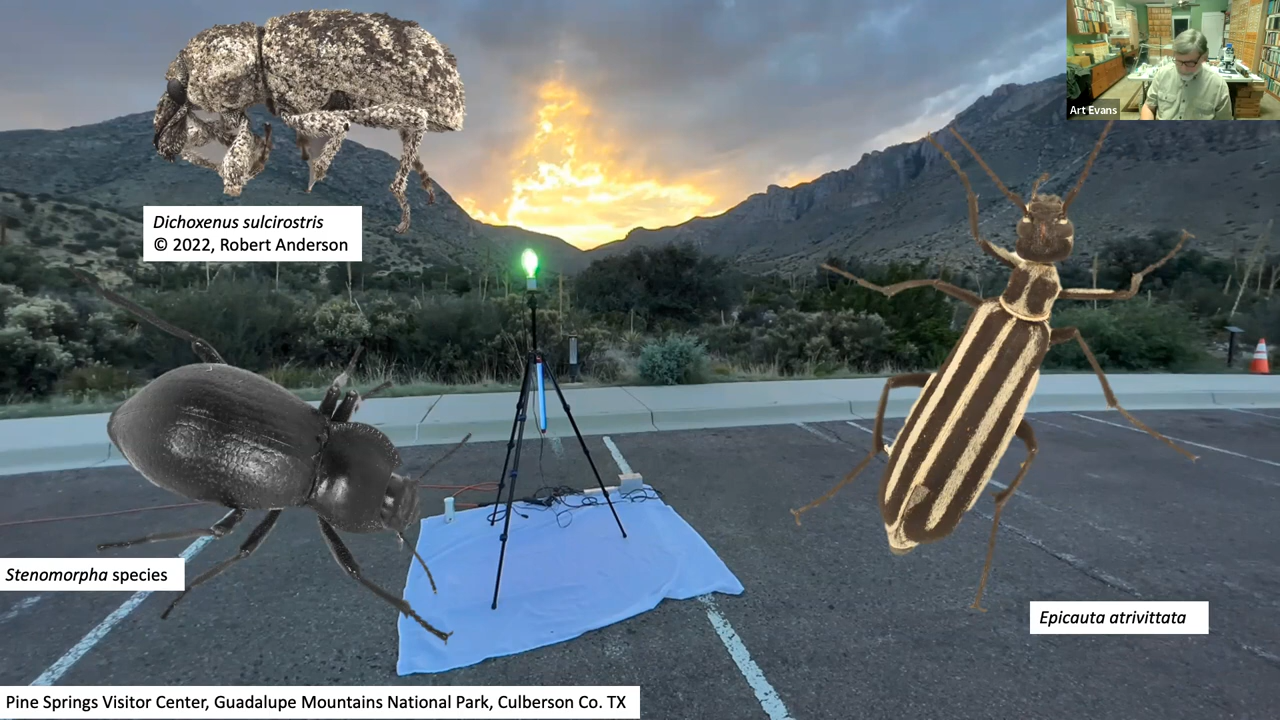 Art Evans
Dichoxenus sulcirostris
© 2022, Robert Anderson
Stenomorpha species
Epicauta atrivittata
Pine Springs Visitor Center, Guadalupe Mountains National Park, Culberson Co. TX